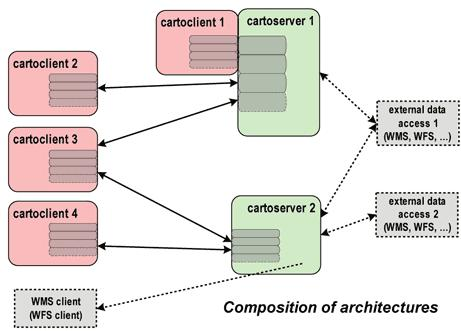 cartoclient 1
cartoserver 1
cartoclient 2
external data
access 1
(WMS, WFS, ...)
cartoclient 3
cartoclient 4
cartoserver 2
external data
access 2
(WMS, WFS, ...)
WMS client
(WFS client)
Composition of architectures